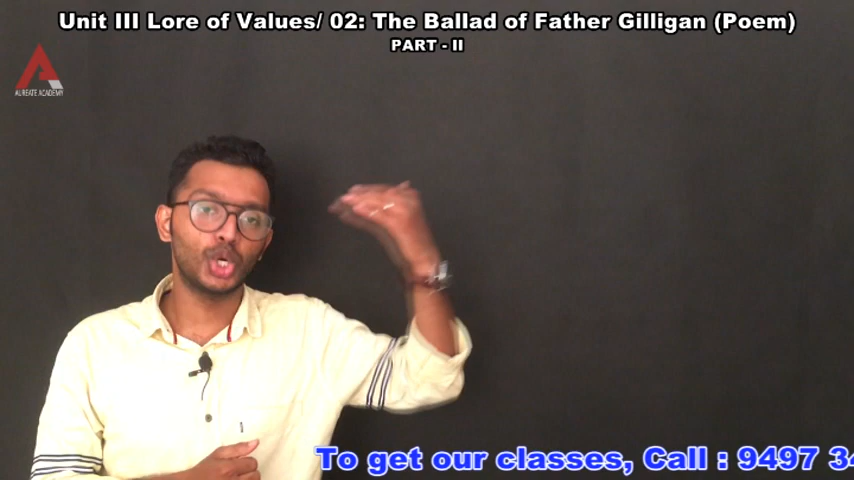 Unit III Lore of Values/ 02: The Ballad of Father Gilligan (Poem)
PART - II
AUREATE ACADEMY
To get our classes, Call : 9497 34